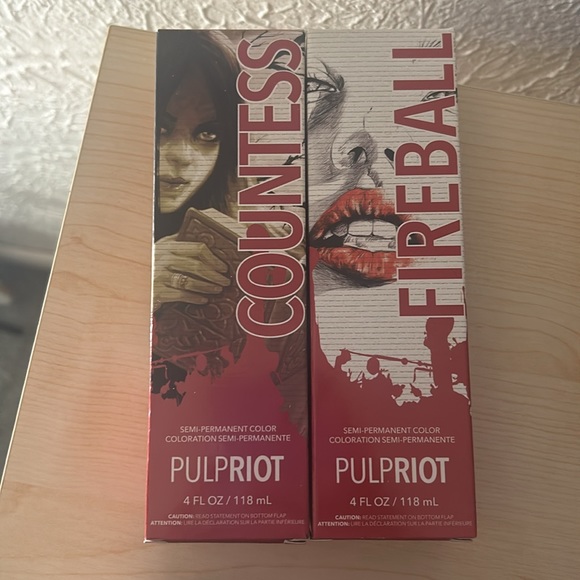 COUNTESS
SEMI-PERMANENT COLOR
COLORATION SEMI-PERMANENTE
PULPRIOT
4 FL OZ / 118 mL
CAUTION: READ STATEMENT ON BOTTOM FLAP
ATTENTION: LIRE LA DÉCLARATION SUR LA PARTIE INFÉRIEURE
FIREBALL
SEMI-PERMANENT COLOR
COLORATION SEMI-PERMANENTE
PULPRIOT
4 FL OZ / 118 mL
CAUTION: READ STATEMENT ON BOTTOM FLAP
ATTENTION: LIRE LA DÉCLARATION SUR LA PARTIE INFÉRIEURE